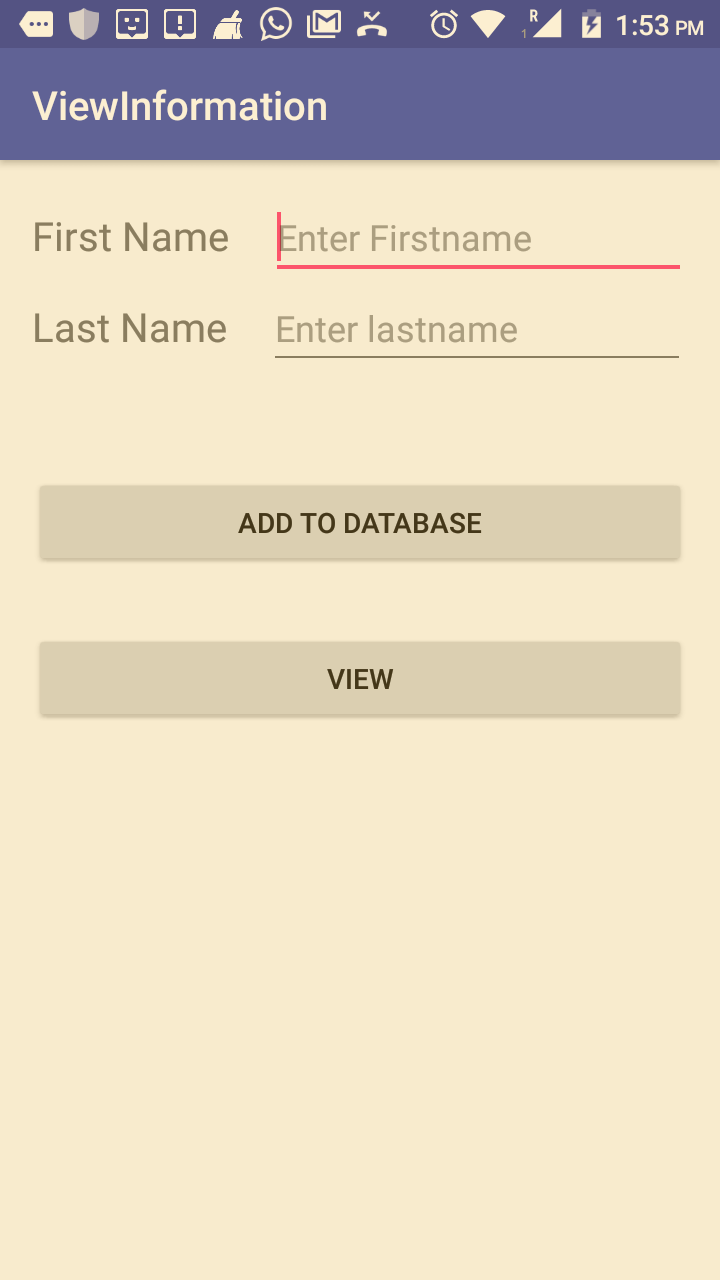 R
1
1:53 PM
ViewInformation
First Name Enter Firstname
Last Name Enter lastname
ADD TO DATABASE
VIEW